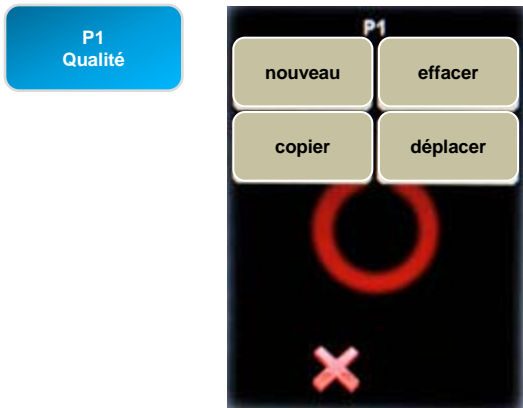 P1
Qualité
P1
nouveau
effacer
copier
déplacer